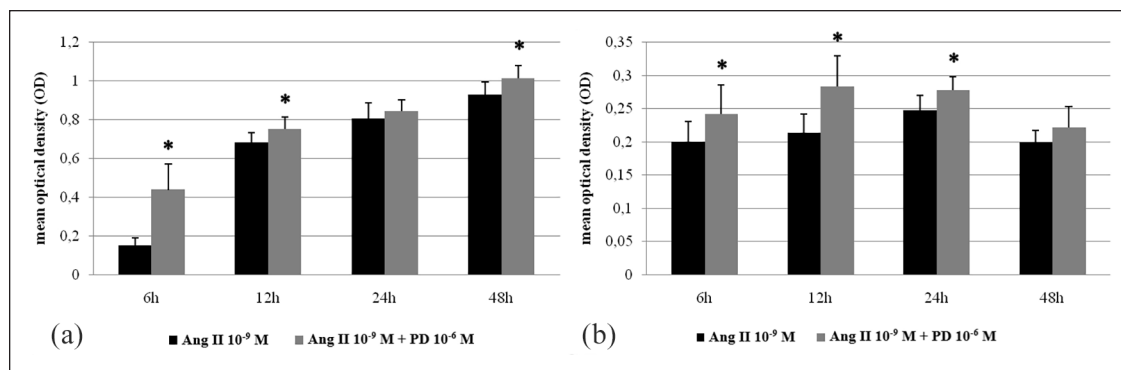 mean optical density (OD)
1,2
1
0,8
0,6
0,4
0,2
0
*
*
*
6h 12h 24h 48h
(a)
Ang II 10⁻⁹ M Ang II 10⁻⁹ M + PD 10⁻⁶ M
mean optical density (OD)
0,35
0,3
0,25
0,2
0,15
0,1
0,05
0
*
*
*
6h 12h 24h 48h
(b)
Ang II 10⁻⁹ M Ang II 10⁻⁹ M + PD 10⁻⁶ M